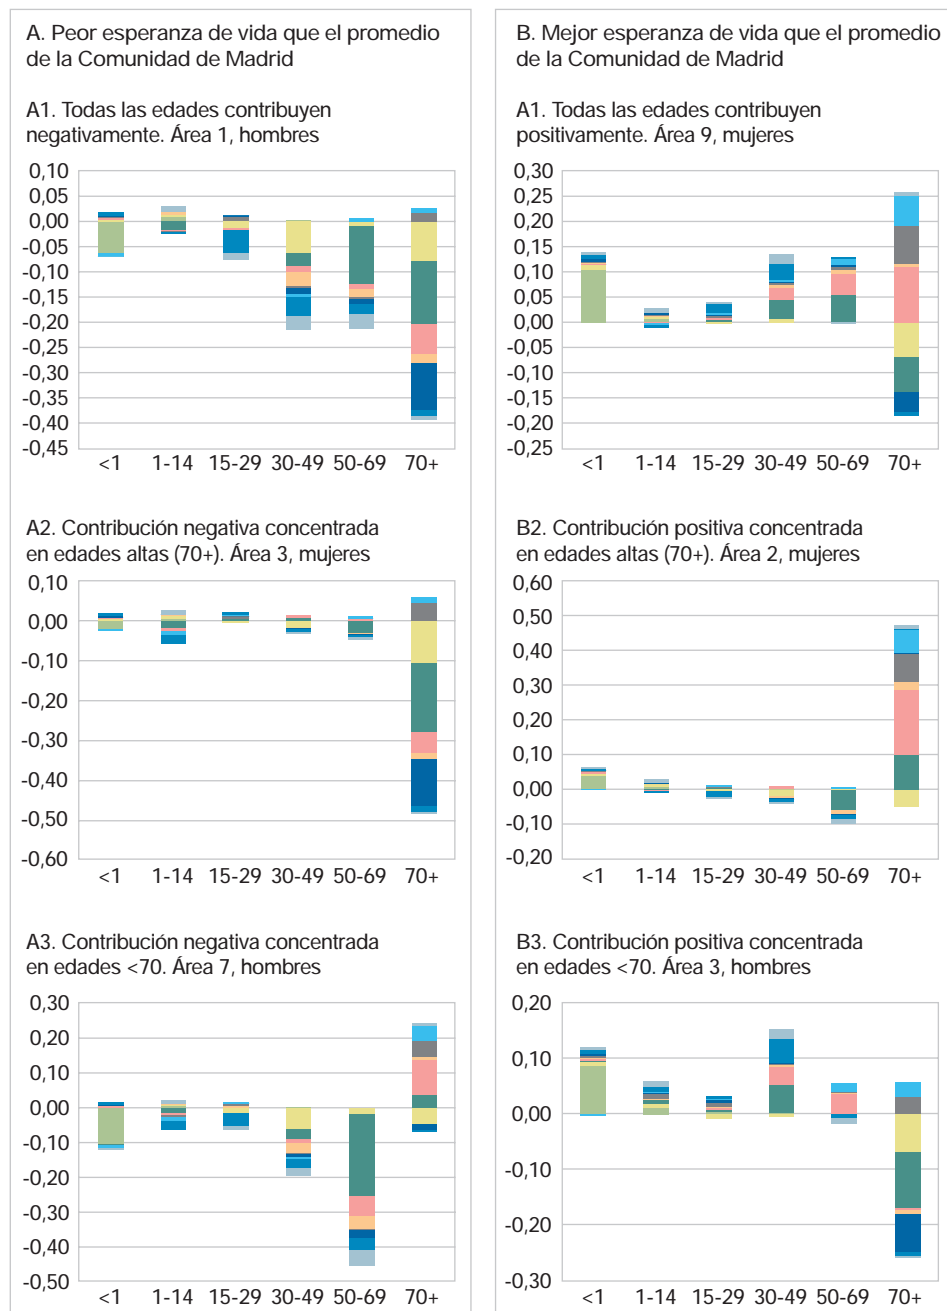 A. Peor esperanza de vida que el promedio
de la Comunidad de Madrid
A1. Todas las edades contribuyen
negativamente. Área 1, hombres
0,10
0,05
0,00
-0,05
-0,10
-0,15
-0,20
-0,25
-0,30
-0,35
-0,40
-0,45
<1 1-14 15-29 30-49 50-69 70+
A2. Contribución negativa concentrada
en edades altas (70+). Área 3, mujeres
0,10
0,00
-0,10
-0,20
-0,30
-0,40
-0,50
-0,60
<1 1-14 15-29 30-49 50-69 70+
A3. Contribución negativa concentrada
en edades <70. Área 7, hombres
0,30
0,20
0,10
0,00
-0,10
-0,20
-0,30
-0,40
-0,50
<1 1-14 15-29 30-49 50-69 70+
B. Mejor esperanza de vida que el promedio
de la Comunidad de Madrid
A1. Todas las edades contribuyen
positivamente. Área 9, mujeres
0,30
0,25
0,20
0,15
0,10
0,05
0,00
-0,05
-0,10
-0,15
-0,20
-0,25
<1 1-14 15-29 30-49 50-69 70+
B2. Contribución positiva concentrada
en edades altas (70+). Área 2, mujeres
0,60
0,50
0,40
0,30
0,20
0,10
0,00
-0,10
-0,20
<1 1-14 15-29 30-49 50-69 70+
B3. Contribución positiva concentrada
en edades <70. Área 3, hombres
0,20
0,10
0,00
-0,10
-0,20
-0,30
<1 1-14 15-29 30-49 50-69 70+